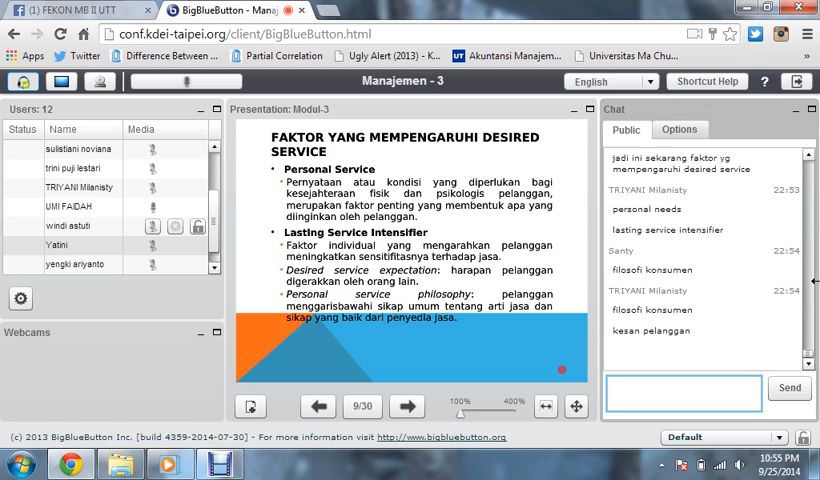 (1) FEKON MB II UTT
BigBlueButton - Manaj
conf.kdei-taipei.org/client/BigBlueButton.html
Apps
Twitter
Difference Between ...
Partial Correlation
Ugly Alert (2013) - K...
UT
Akuntansi Manajem...
Universitas Ma Chu...
Manajemen - 3
English
Shortcut Help
?
Users: 12
Status
Name
Media
sulistiani noviana
trini puji lestari
TRIYANI Milanisty
UMI FAIDAH
windi astuti
Yatini
yengki ariyanto
Webcams
Presentation: Modul-3
FAKTOR YANG MEMPENGARUHI DESIRED
SERVICE
• Personal Service
• Pernyataan atau kondisi yang diperlukan bagi
kesejahteraan fisik dan psikologis pelanggan,
merupakan faktor penting yang membentuk apa yang
diinginkan oleh pelanggan.
• Lasting Service Intensifier
• Faktor individual yang mengarahkan pelanggan
meningkatkan sensitifitasnya terhadap jasa.
• Desired service expectation: harapan pelanggan
digerakkan oleh orang lain.
• Personal service philosophy: pelanggan
menggarisbawahi sikap umum tentang arti jasa dan
sikap yang baik dari penyedia jasa.
9/30
100%
400%
Chat
Public
Options
jadi ini sekarang faktor yg
mempengaruhi desired service
TRIYANI Milanisty 22:53
personal needs
lasting service intensifier
Santy 22:54
filosofi konsumen
TRIYANI Milanisty 22:54
filosofi konsumen
kesan pelanggan
Send
(c) 2013 BigBlueButton Inc. [build 4359-2014-07-30] - For more information visit http://www.bigbluebutton.org
Default
10:55 PM
9/25/2014